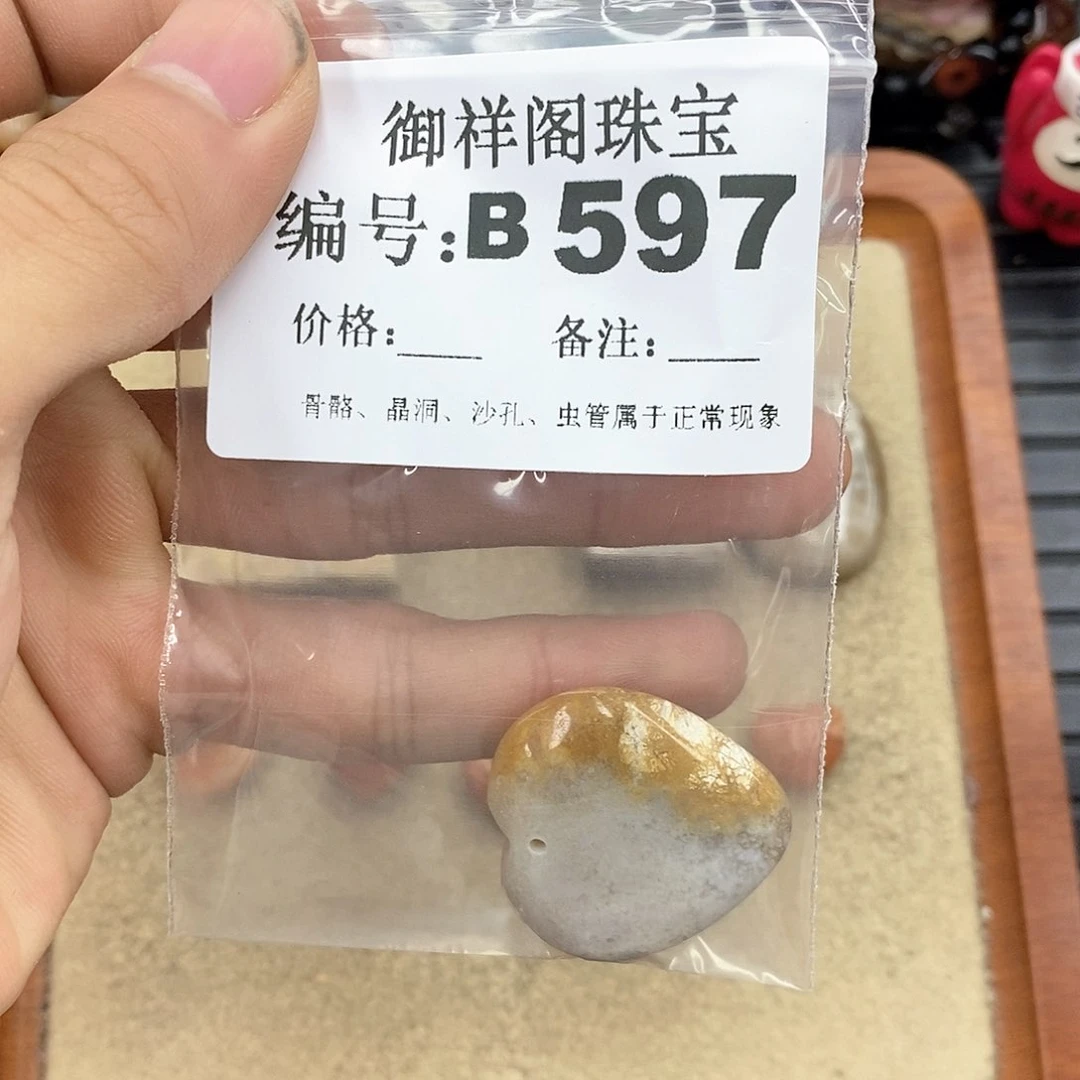 御祥阁珠宝
编号:B597
价格:____ 备注:____
骨骼、晶洞、沙孔、虫管属于正常现象